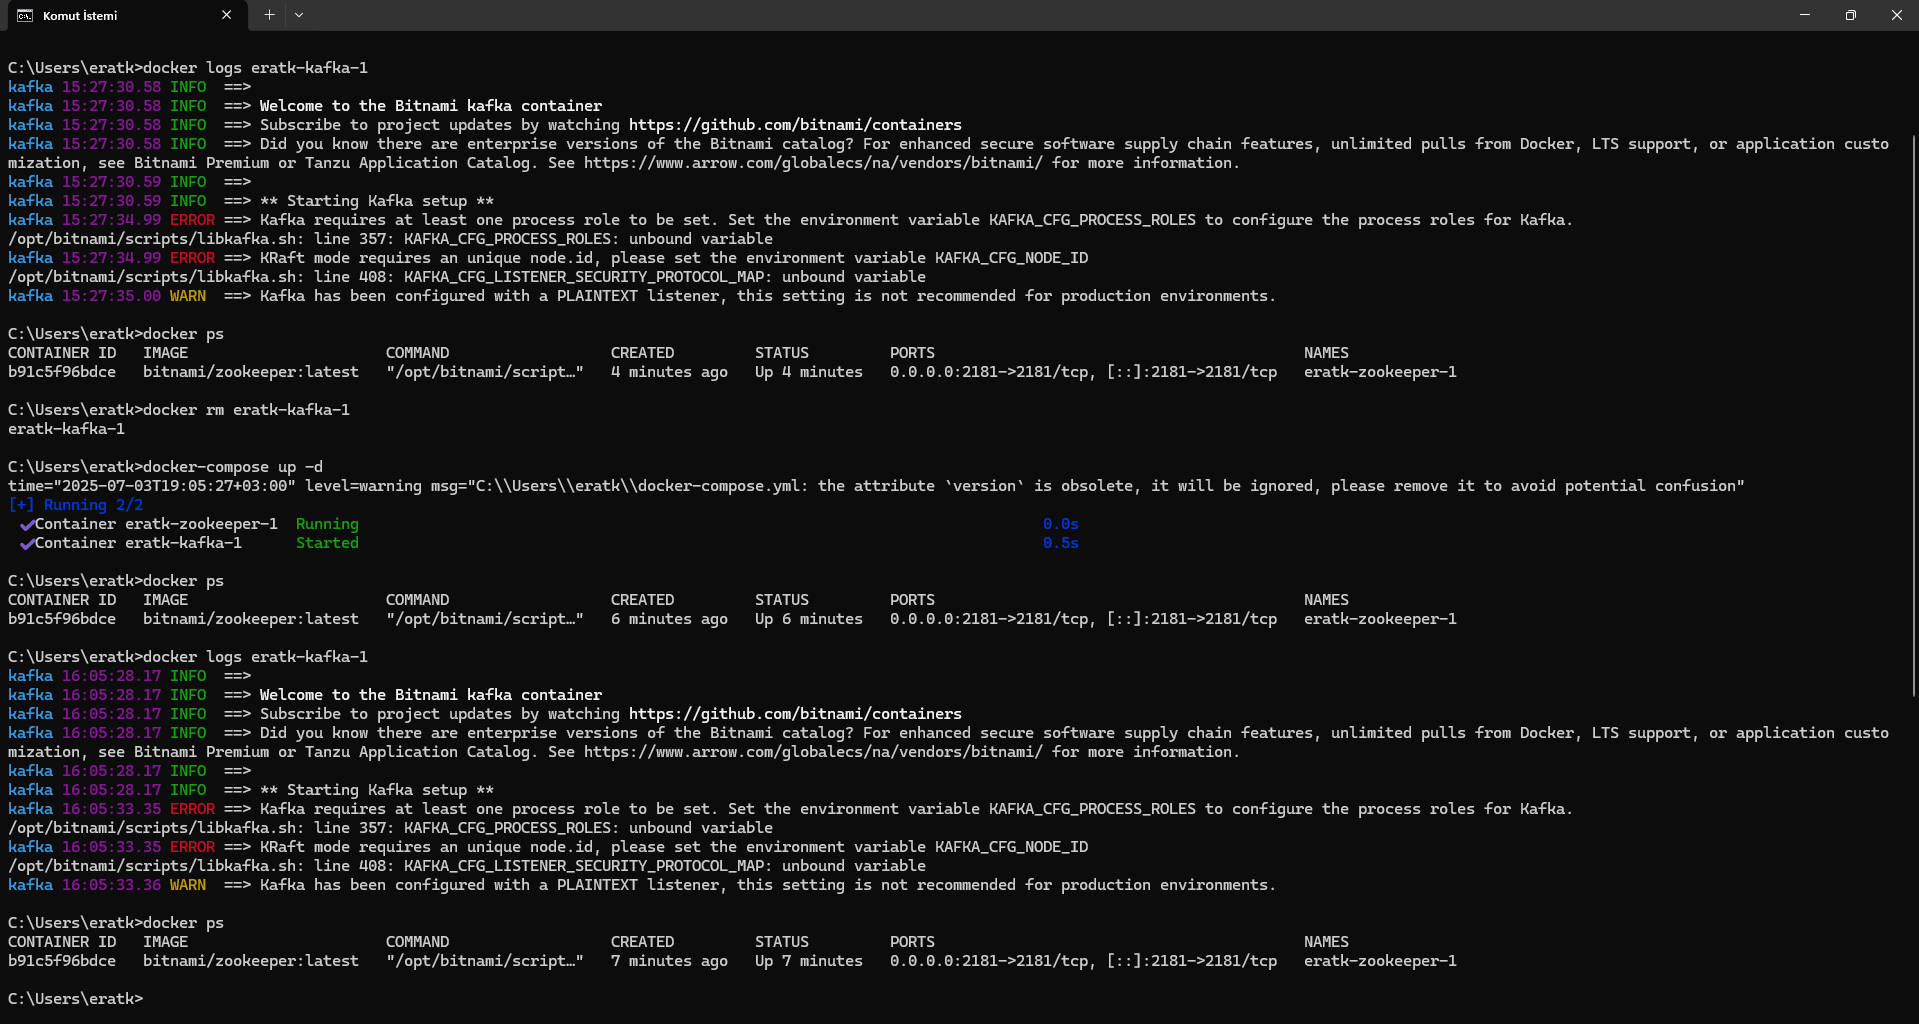 Komut İstemi
C:\Users\eratk>docker logs eratk-kafka-1
kafka 15:27:30.58 INFO  ==>
kafka 15:27:30.58 INFO  ==> Welcome to the Bitnami kafka container
kafka 15:27:30.58 INFO  ==> Subscribe to project updates by watching https://github.com/bitnami/containers
kafka 15:27:30.58 INFO  ==> Did you know there are enterprise versions of the Bitnami catalog? For enhanced secure software supply chain features, unlimited pulls from Docker, LTS support, or application custo
mization, see Bitnami Premium or Tanzu Application Catalog. See https://www.arrow.com/globalecs/na/vendors/bitnami/ for more information.
kafka 15:27:30.59 INFO  ==>
kafka 15:27:30.59 INFO  ==> ** Starting Kafka setup **
kafka 15:27:34.99 ERROR ==> Kafka requires at least one process role to be set. Set the environment variable KAFKA_CFG_PROCESS_ROLES to configure the process roles for Kafka.
/opt/bitnami/scripts/libkafka.sh: line 357: KAFKA_CFG_PROCESS_ROLES: unbound variable
kafka 15:27:34.99 ERROR ==> KRaft mode requires an unique node.id, please set the environment variable KAFKA_CFG_NODE_ID
/opt/bitnami/scripts/libkafka.sh: line 408: KAFKA_CFG_LISTENER_SECURITY_PROTOCOL_MAP: unbound variable
kafka 15:27:35.00 WARN  ==> Kafka has been configured with a PLAINTEXT listener, this setting is not recommended for production environments.
C:\Users\eratk>docker ps
CONTAINER ID   IMAGE                      COMMAND                  CREATED         STATUS         PORTS                                         NAMES
b91c5f96bdce   bitnami/zookeeper:latest   "/opt/bitnami/script…"   4 minutes ago   Up 4 minutes   0.0.0.0:2181->2181/tcp, [::]:2181->2181/tcp   eratk-zookeeper-1
C:\Users\eratk>docker rm eratk-kafka-1
eratk-kafka-1
C:\Users\eratk>docker-compose up -d
time="2025-07-03T19:05:27+03:00" level=warning msg="C:\\Users\\eratk\\docker-compose.yml: the attribute `version` is obsolete, it will be ignored, please remove it to avoid potential confusion"
[+] Running 2/2
✔Container eratk-zookeeper-1  Running 0.0s
✔Container eratk-kafka-1      Started 0.5s
C:\Users\eratk>docker ps
CONTAINER ID   IMAGE                      COMMAND                  CREATED         STATUS         PORTS                                         NAMES
b91c5f96bdce   bitnami/zookeeper:latest   "/opt/bitnami/script…"   6 minutes ago   Up 6 minutes   0.0.0.0:2181->2181/tcp, [::]:2181->2181/tcp   eratk-zookeeper-1
C:\Users\eratk>docker logs eratk-kafka-1
kafka 16:05:28.17 INFO  ==>
kafka 16:05:28.17 INFO  ==> Welcome to the Bitnami kafka container
kafka 16:05:28.17 INFO  ==> Subscribe to project updates by watching https://github.com/bitnami/containers
kafka 16:05:28.17 INFO  ==> Did you know there are enterprise versions of the Bitnami catalog? For enhanced secure software supply chain features, unlimited pulls from Docker, LTS support, or application custo
mization, see Bitnami Premium or Tanzu Application Catalog. See https://www.arrow.com/globalecs/na/vendors/bitnami/ for more information.
kafka 16:05:28.17 INFO  ==>
kafka 16:05:28.17 INFO  ==> ** Starting Kafka setup **
kafka 16:05:33.35 ERROR ==> Kafka requires at least one process role to be set. Set the environment variable KAFKA_CFG_PROCESS_ROLES to configure the process roles for Kafka.
/opt/bitnami/scripts/libkafka.sh: line 357: KAFKA_CFG_PROCESS_ROLES: unbound variable
kafka 16:05:33.35 ERROR ==> KRaft mode requires an unique node.id, please set the environment variable KAFKA_CFG_NODE_ID
/opt/bitnami/scripts/libkafka.sh: line 408: KAFKA_CFG_LISTENER_SECURITY_PROTOCOL_MAP: unbound variable
kafka 16:05:33.36 WARN  ==> Kafka has been configured with a PLAINTEXT listener, this setting is not recommended for production environments.
C:\Users\eratk>docker ps
CONTAINER ID   IMAGE                      COMMAND                  CREATED         STATUS         PORTS                                         NAMES
b91c5f96bdce   bitnami/zookeeper:latest   "/opt/bitnami/script…"   7 minutes ago   Up 7 minutes   0.0.0.0:2181->2181/tcp, [::]:2181->2181/tcp   eratk-zookeeper-1
C:\Users\eratk>